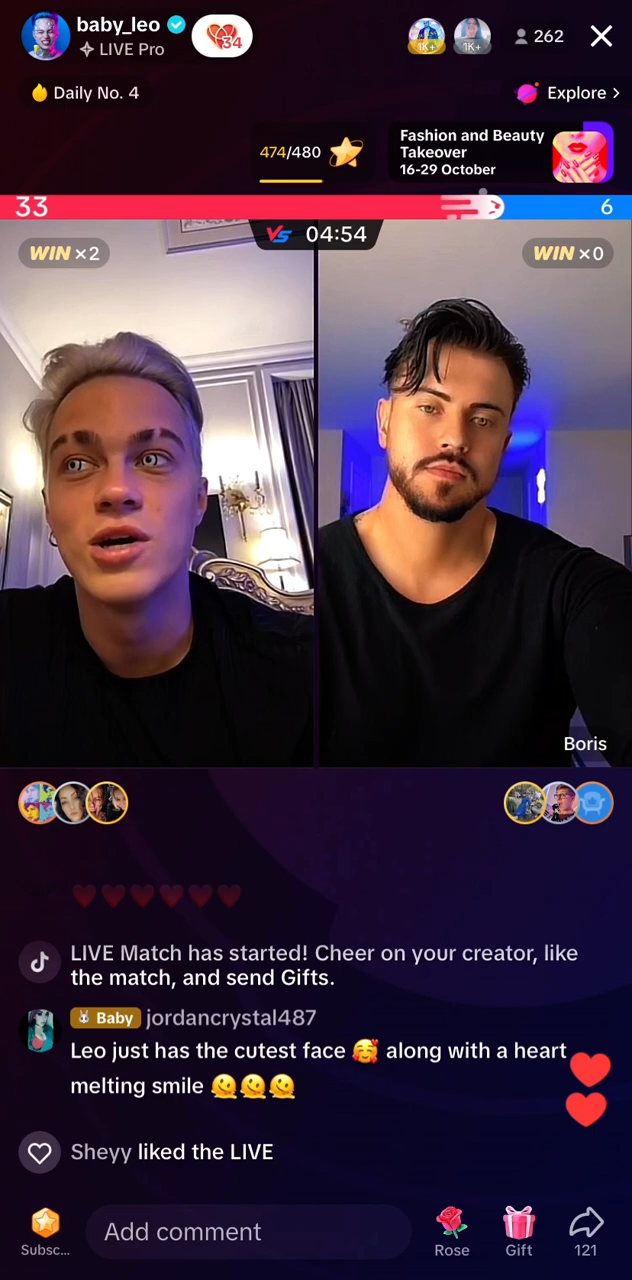 baby_leo
LIVE Pro
34
1K+
1K+
262
Daily No. 4
Explore >
474/480
Fashion and Beauty
Takeover
16-29 October
33
6
VS 04:54
WIN ×2
WIN ×0
Boris
LIVE Match has started! Cheer on your creator, like
the match, and send Gifts.
Baby jordancrystal487
Leo just has the cutest face 🥰 along with a heart
melting smile 🫠🫠🫠
Sheyy liked the LIVE
Add comment
Subsc...
Rose
Gift
121